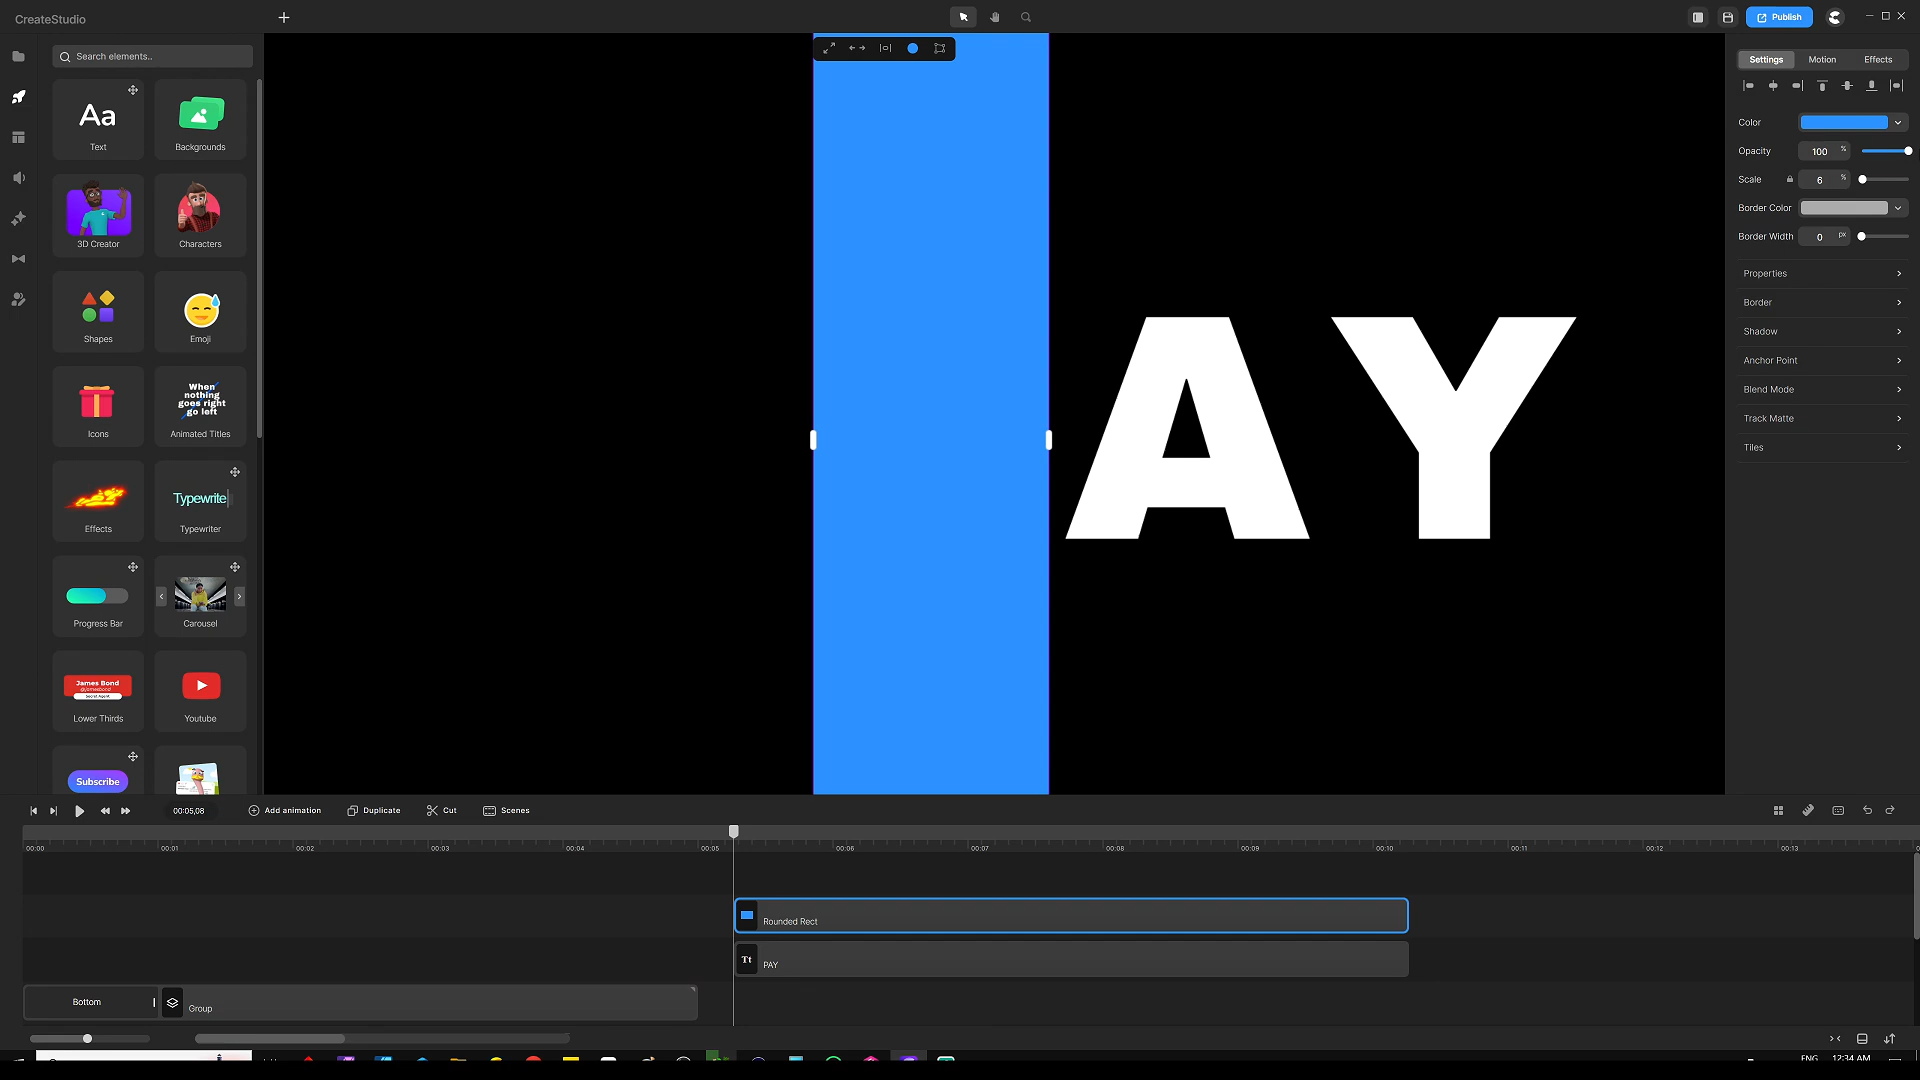 CreateStudio
Publish
Search elements..
Aa
Text
Backgrounds
3D Creator
Characters
Shapes
Emoji
Icons
When
nothing
goes right
go left
Animated Titles
Effects
Typewrite
Typewriter
Progress Bar
Carousel
James Bond
@jamesbond
Secret Agent
Lower Thirds
Youtube
Subscribe
AY
Settings
Motion
Effects
Color
Opacity
100 %
Scale
6 %
Border Color
Border Width
0 px
Properties
Border
Shadow
Anchor Point
Blend Mode
Track Matte
Tiles
00:05,08
Add animation
Duplicate
Cut
Scenes
00:00
00:01
00:02
00:03
00:04
00:05
00:06
00:07
00:08
00:09
00:10
00:11
00:12
00:13
Rounded Rect
Tt
PAY
Bottom
Group
ENG
12:34 AM